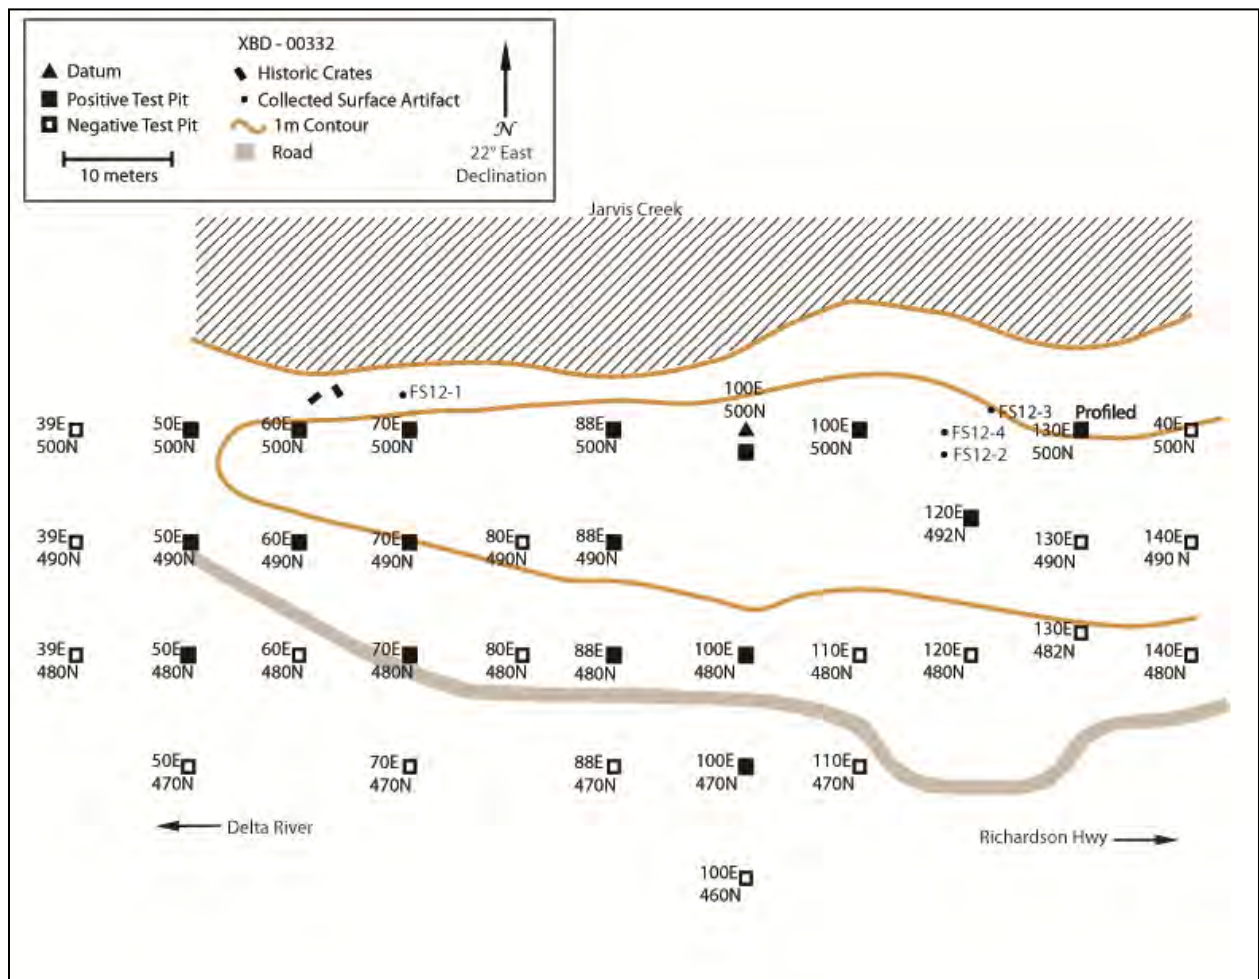 XBD - 00332
Datum
Historic Crates
Positive Test Pit
Collected Surface Artifact
Negative Test Pit
1m Contour
Road
10 meters
N
22° East
Declination
Jarvis Creek
FS12-1
100E
500N
FS12-3
Profiled
39E
500N
50E
500N
60E
500N
70E
500N
88E
500N
100E
500N
FS12-4
FS12-2
130E
500N
40E
500N
120E
492N
39E
490N
50E
490N
60E
490N
70E
490N
80E
490N
88E
490N
130E
490N
140E
490 N
130E
482N
39E
480N
50E
480N
60E
480N
70E
480N
80E
480N
88E
480N
100E
480N
110E
480N
120E
480N
140E
480N
50E
470N
70E
470N
88E
470N
100E
470N
110E
470N
Delta River
Richardson Hwy
100E
460N